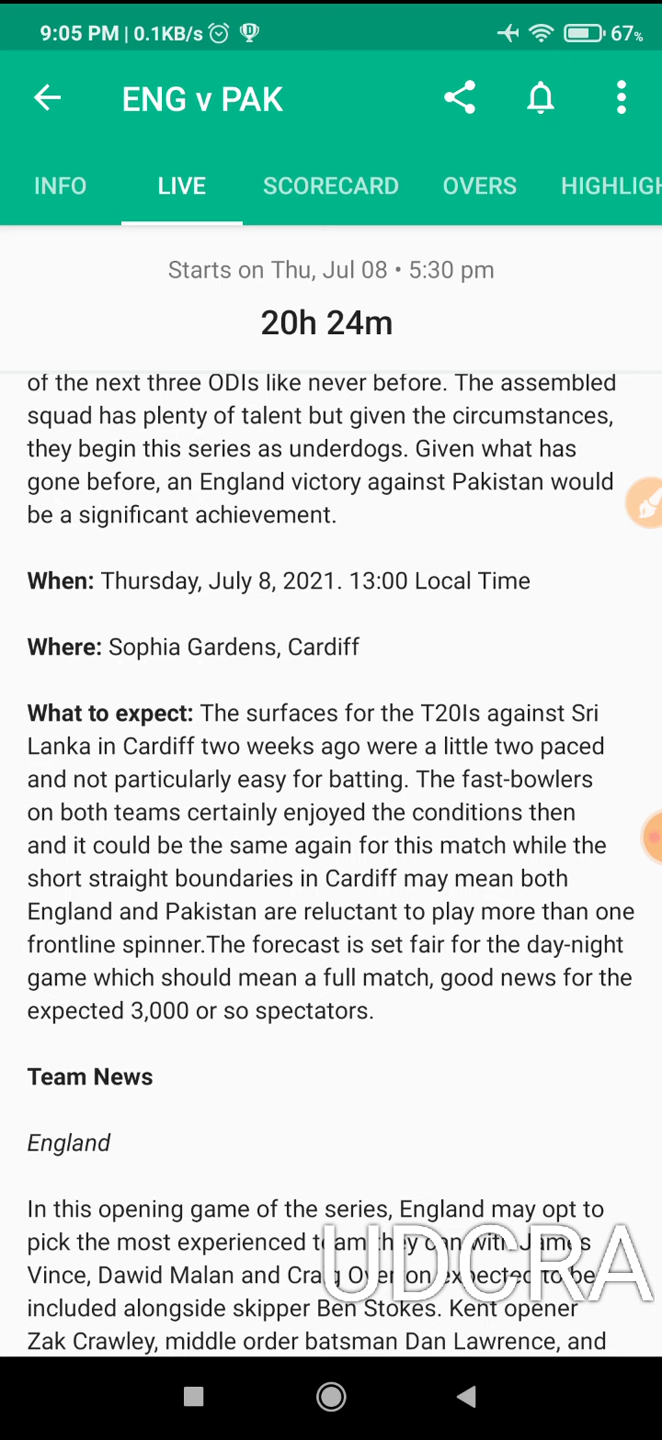 9:05 PM | 0.1KB/s
67%
ENG v PAK
INFO LIVE SCORECARD OVERS HIGHLIGH
Starts on Thu, Jul 08 • 5:30 pm
20h 24m
of the next three ODIs like never before. The assembled
squad has plenty of talent but given the circumstances,
they begin this series as underdogs. Given what has
gone before, an England victory against Pakistan would
be a significant achievement.
When: Thursday, July 8, 2021. 13:00 Local Time
Where: Sophia Gardens, Cardiff
What to expect: The surfaces for the T20Is against Sri
Lanka in Cardiff two weeks ago were a little two paced
and not particularly easy for batting. The fast-bowlers
on both teams certainly enjoyed the conditions then
and it could be the same again for this match while the
short straight boundaries in Cardiff may mean both
England and Pakistan are reluctant to play more than one
frontline spinner.The forecast is set fair for the day-night
game which should mean a full match, good news for the
expected 3,000 or so spectators.
Team News
England
In this opening game of the series, England may opt to
pick the most experienced team they can with James
Vince, Dawid Malan and Craig Overton expected to be
included alongside skipper Ben Stokes. Kent opener
Zak Crawley, middle order batsman Dan Lawrence, and
UDCRA